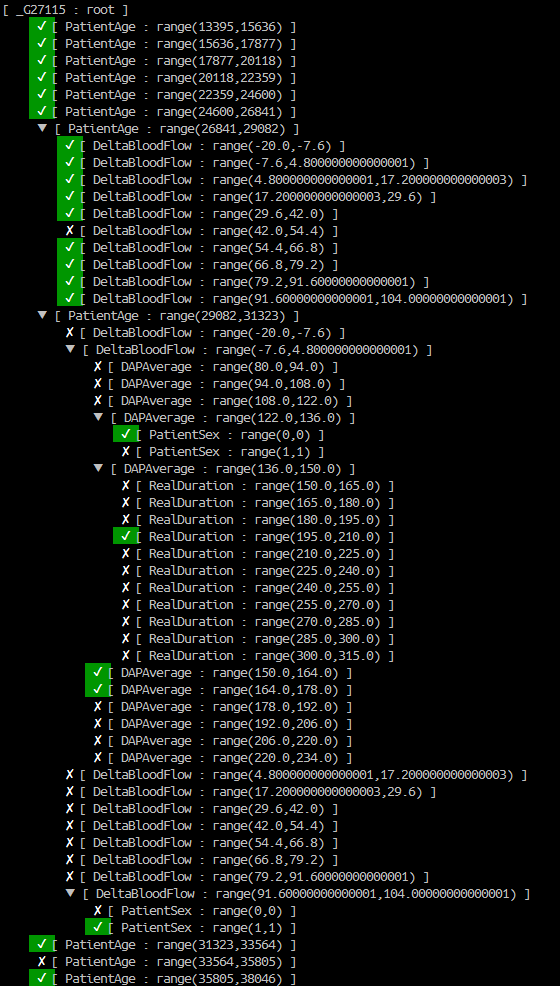 [ _G27115 : root ]
✓[ PatientAge : range(13395,15636) ]
✓[ PatientAge : range(15636,17877) ]
✓[ PatientAge : range(17877,20118) ]
✓[ PatientAge : range(20118,22359) ]
✓[ PatientAge : range(22359,24600) ]
✓[ PatientAge : range(24600,26841) ]
▼ [ PatientAge : range(26841,29082) ]
✓[ DeltaBloodFlow : range(-20.0,-7.6) ]
✓[ DeltaBloodFlow : range(-7.6,4.800000000000001) ]
✓[ DeltaBloodFlow : range(4.800000000000001,17.200000000000003) ]
✓[ DeltaBloodFlow : range(17.200000000000003,29.6) ]
✓[ DeltaBloodFlow : range(29.6,42.0) ]
✗[ DeltaBloodFlow : range(42.0,54.4) ]
✓[ DeltaBloodFlow : range(54.4,66.8) ]
✓[ DeltaBloodFlow : range(66.8,79.2) ]
✓[ DeltaBloodFlow : range(79.2,91.60000000000001) ]
✓[ DeltaBloodFlow : range(91.60000000000001,104.00000000000001) ]
▼ [ PatientAge : range(29082,31323) ]
✗[ DeltaBloodFlow : range(-20.0,-7.6) ]
▼ [ DeltaBloodFlow : range(-7.6,4.800000000000001) ]
✗[ DAPAverage : range(80.0,94.0) ]
✗[ DAPAverage : range(94.0,108.0) ]
✗[ DAPAverage : range(108.0,122.0) ]
▼ [ DAPAverage : range(122.0,136.0) ]
✓[ PatientSex : range(0,0) ]
✗[ PatientSex : range(1,1) ]
▼ [ DAPAverage : range(136.0,150.0) ]
✗[ RealDuration : range(150.0,165.0) ]
✗[ RealDuration : range(165.0,180.0) ]
✗[ RealDuration : range(180.0,195.0) ]
✓[ RealDuration : range(195.0,210.0) ]
✗[ RealDuration : range(210.0,225.0) ]
✗[ RealDuration : range(225.0,240.0) ]
✗[ RealDuration : range(240.0,255.0) ]
✗[ RealDuration : range(255.0,270.0) ]
✗[ RealDuration : range(270.0,285.0) ]
✗[ RealDuration : range(285.0,300.0) ]
✗[ RealDuration : range(300.0,315.0) ]
✓[ DAPAverage : range(150.0,164.0) ]
✓[ DAPAverage : range(164.0,178.0) ]
✗[ DAPAverage : range(178.0,192.0) ]
✗[ DAPAverage : range(192.0,206.0) ]
✗[ DAPAverage : range(206.0,220.0) ]
✗[ DAPAverage : range(220.0,234.0) ]
✗[ DeltaBloodFlow : range(4.800000000000001,17.200000000000003) ]
✗[ DeltaBloodFlow : range(17.200000000000003,29.6) ]
✗[ DeltaBloodFlow : range(29.6,42.0) ]
✗[ DeltaBloodFlow : range(42.0,54.4) ]
✗[ DeltaBloodFlow : range(54.4,66.8) ]
✗[ DeltaBloodFlow : range(66.8,79.2) ]
✗[ DeltaBloodFlow : range(79.2,91.60000000000001) ]
▼ [ DeltaBloodFlow : range(91.60000000000001,104.00000000000001) ]
✗[ PatientSex : range(0,0) ]
✓[ PatientSex : range(1,1) ]
✓[ PatientAge : range(31323,33564) ]
✗[ PatientAge : range(33564,35805) ]
✓[ PatientAge : range(35805,38046) ]